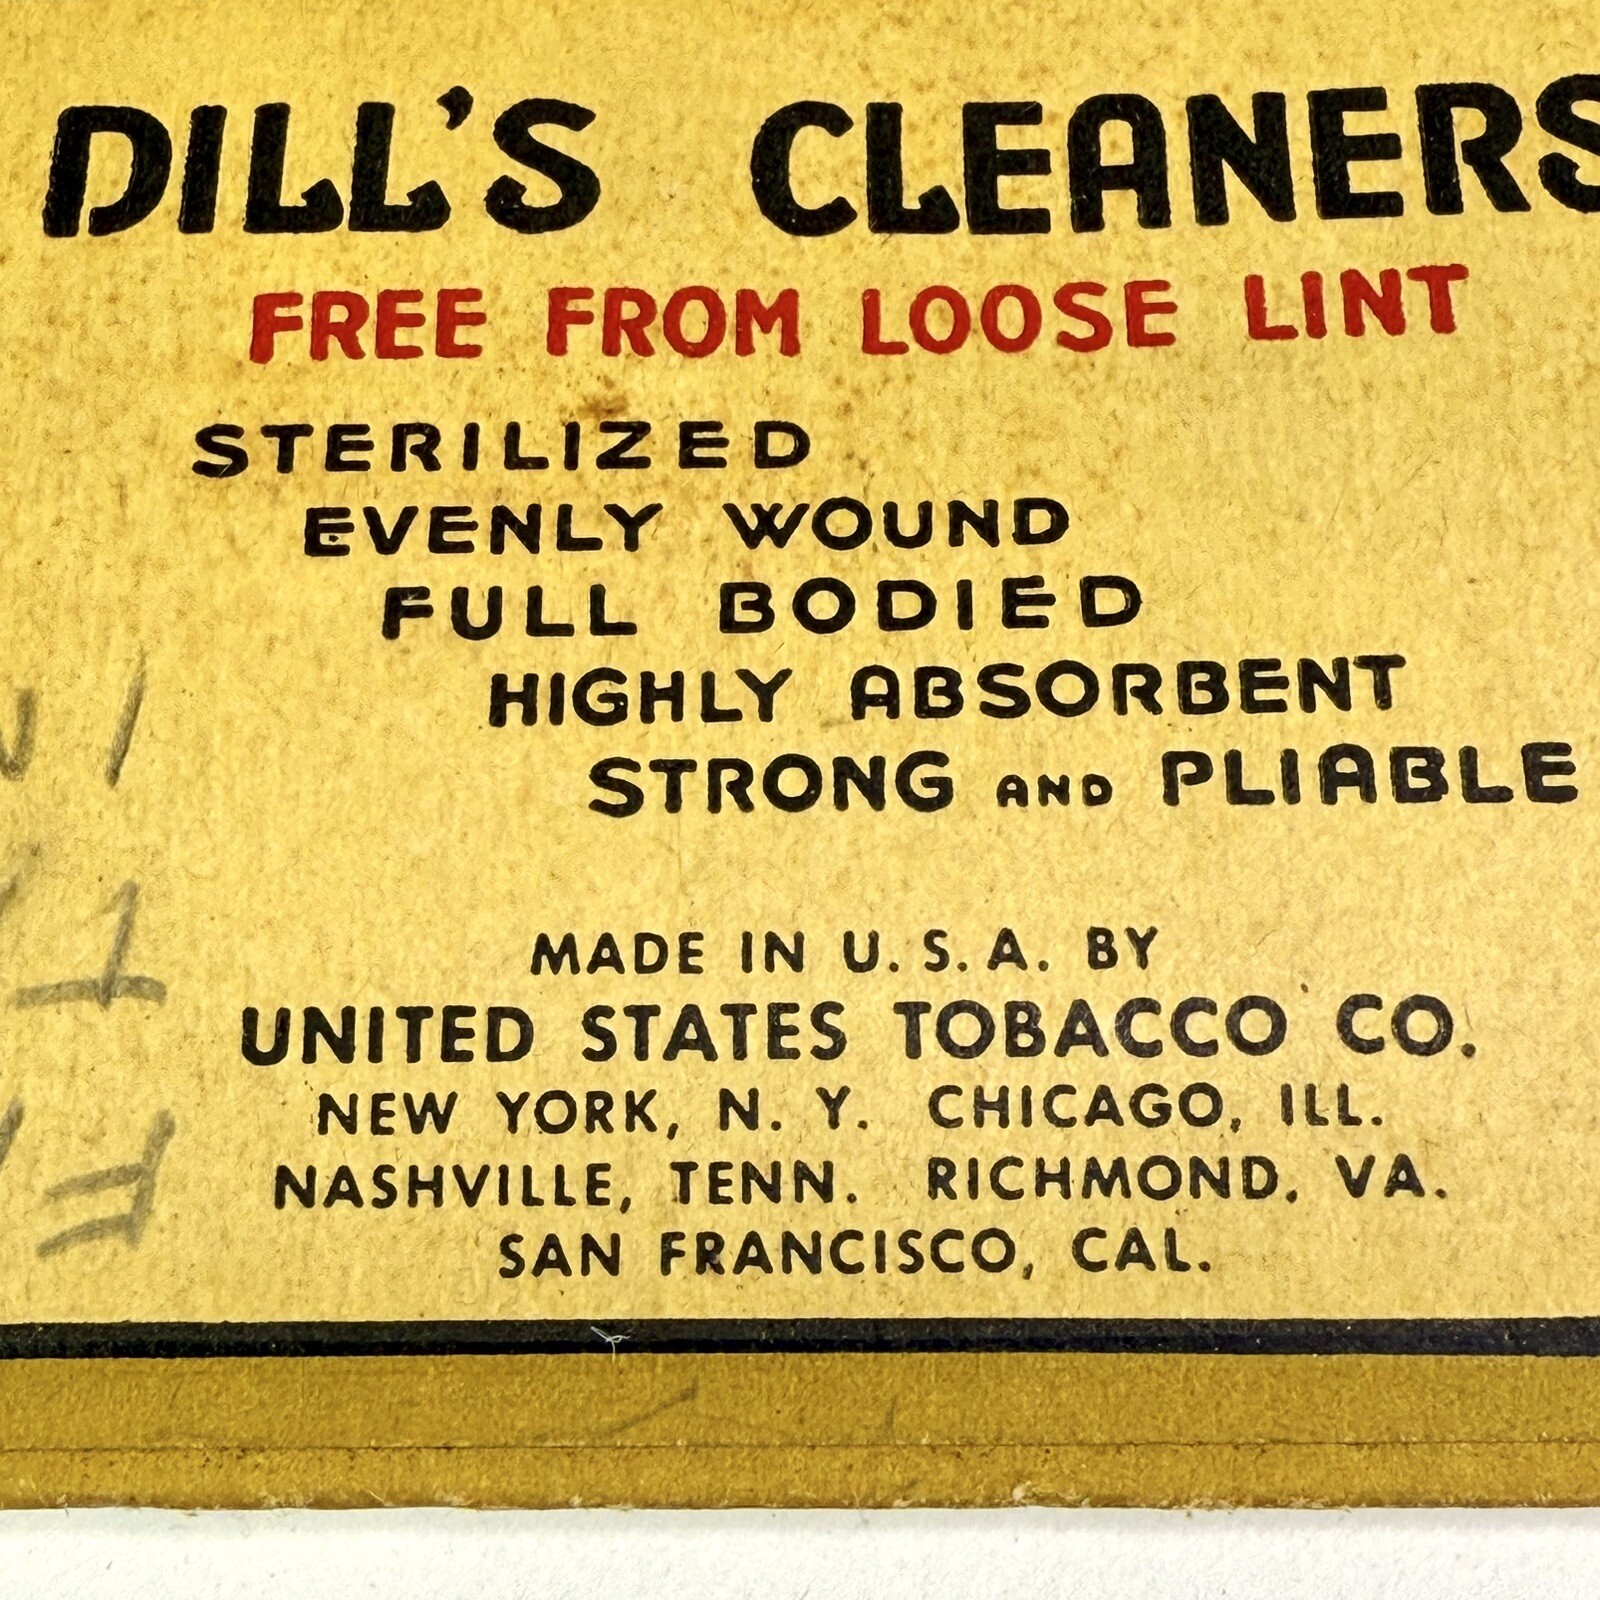 DILL'S CLEANERS
FREE FROM LOOSE LINT
STERILIZED
EVENLY WOUND
FULL BODIED
HIGHLY ABSORBENT
STRONG AND PLIABLE
MADE IN U. S. A. BY
UNITED STATES TOBACCO CO.
NEW YORK, N. Y. CHICAGO, ILL.
NASHVILLE, TENN. RICHMOND, VA.
SAN FRANCISCO, CAL.